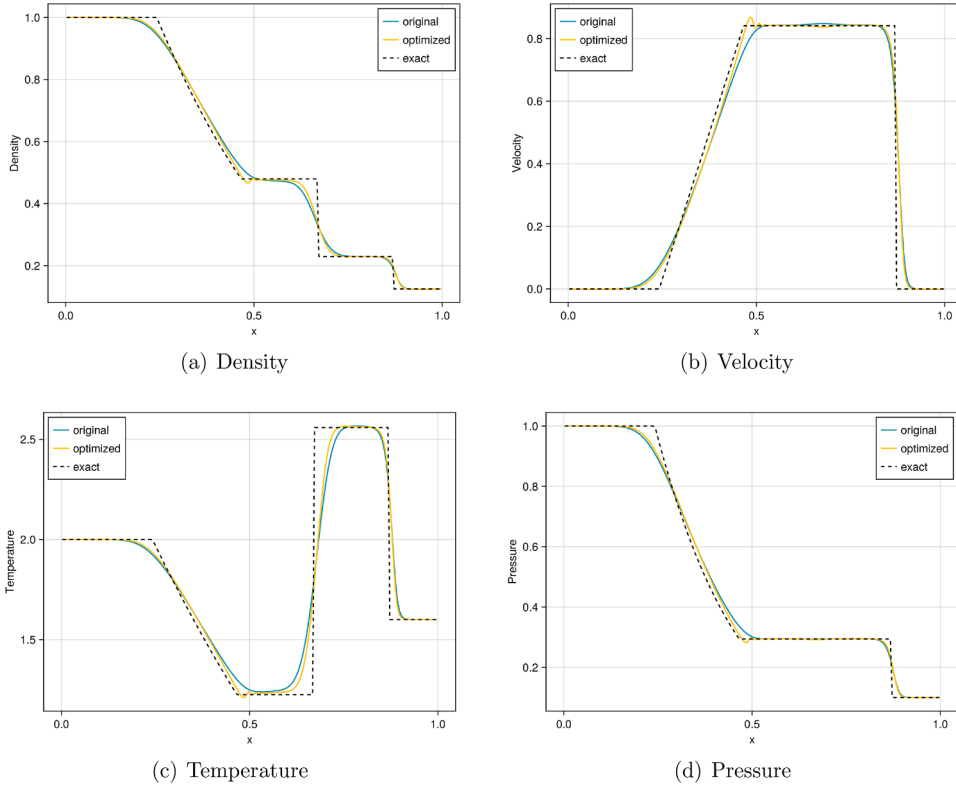 1.0
0.8
0.6
0.4
0.2
Density
0.0
0.5
1.0
x
original
optimized
exact
(a) Density
0.8
0.6
0.4
0.2
0.0
Velocity
0.0
0.5
1.0
x
original
optimized
exact
(b) Velocity
2.5
2.0
1.5
Temperature
0.0
0.5
1.0
x
original
optimized
exact
(c) Temperature
1.0
0.8
0.6
0.4
0.2
Pressure
0.0
0.5
1.0
x
original
optimized
exact
(d) Pressure